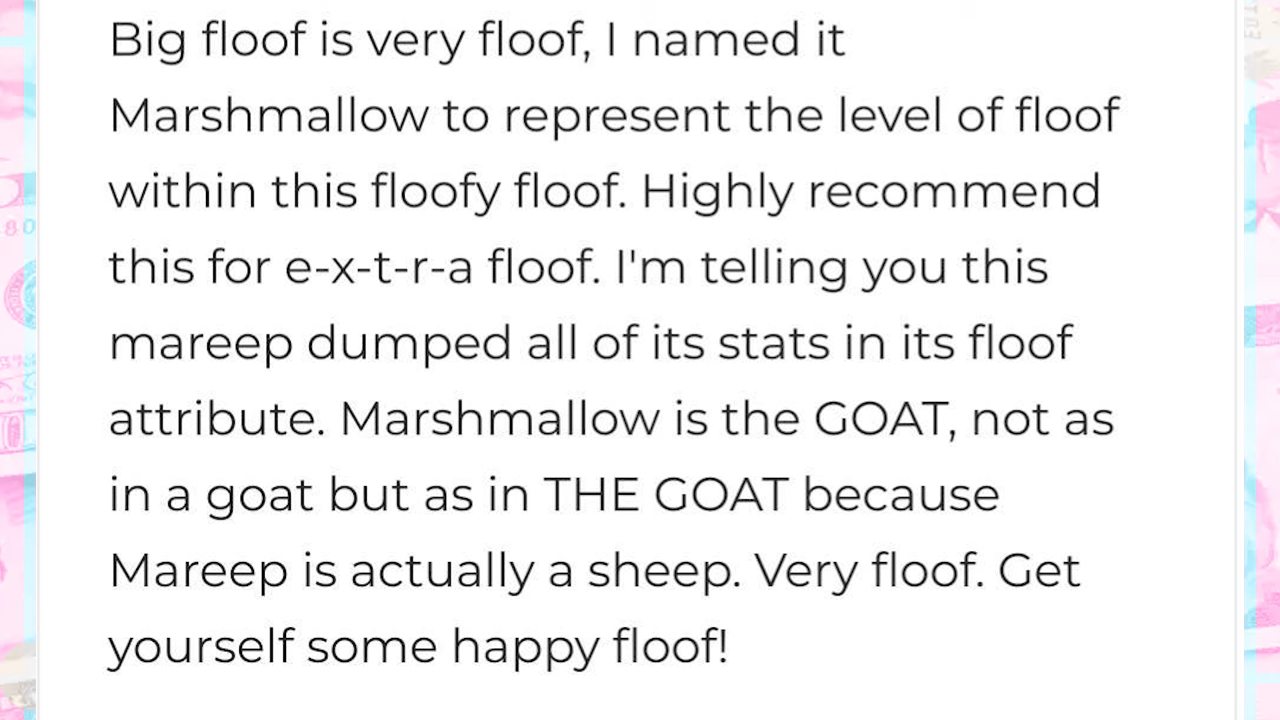 Big floof is very floof, I named it
Marshmallow to represent the level of floof
within this floofy floof. Highly recommend
this for e-x-t-r-a floof. I'm telling you this
mareep dumped all of its stats in its floof
attribute. Marshmallow is the GOAT, not as
in a goat but as in THE GOAT because
Mareep is actually a sheep. Very floof. Get
yourself some happy floof!